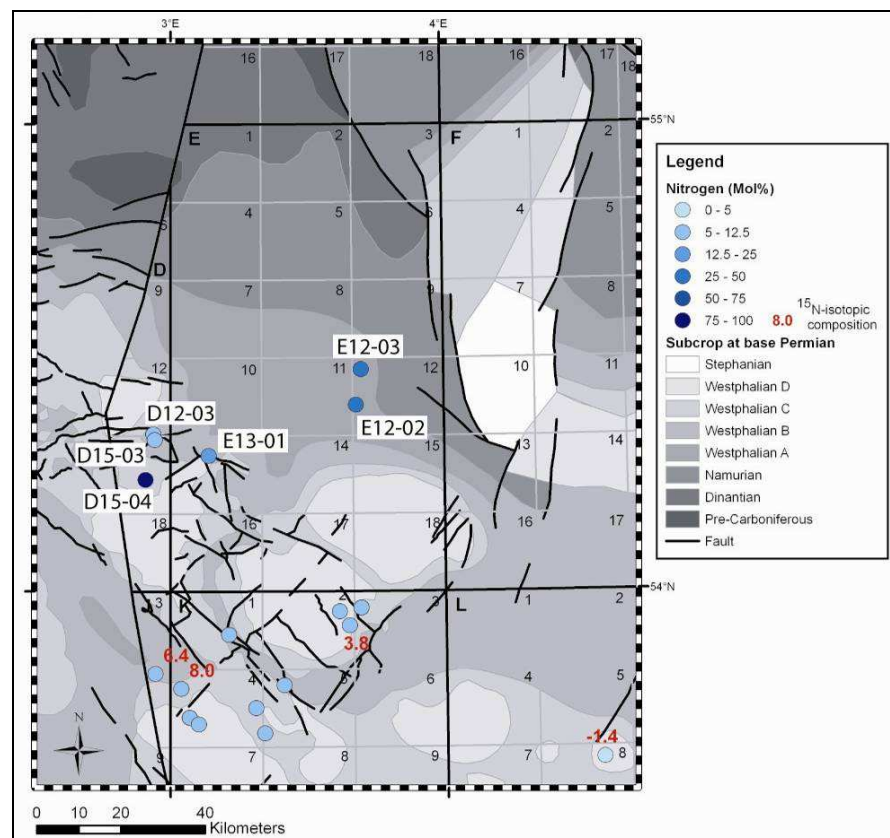 3°E 4°E
16 17 18 16 17 18
55°N
E 1 2 3 F 1 2
6 4 5 6 4 5
D 9 7 8 9 7 8
12 10 11 12 10 11
E12-03
E12-02
D12-03
D15-03
E13-01
D15-04
14 13 14
18 16 17 18 16 17
54°N
J 3 K 1 2 3 L 1 2
3.8
6.4
8.0
4 5 6 4 5
-1.4
9 7 8 7 8
N
0 10 20 40
Kilometers
Legend
Nitrogen (Mol%)
0 - 5
5 - 12.5
12.5 - 25
25 - 50
50 - 75
75 - 100 8.0 15N-isotopic composition
Subcrop at base Permian
Stephanian
Westphalian D
Westphalian C
Westphalian B
Westphalian A
Namurian
Dinantian
Pre-Carboniferous
Fault